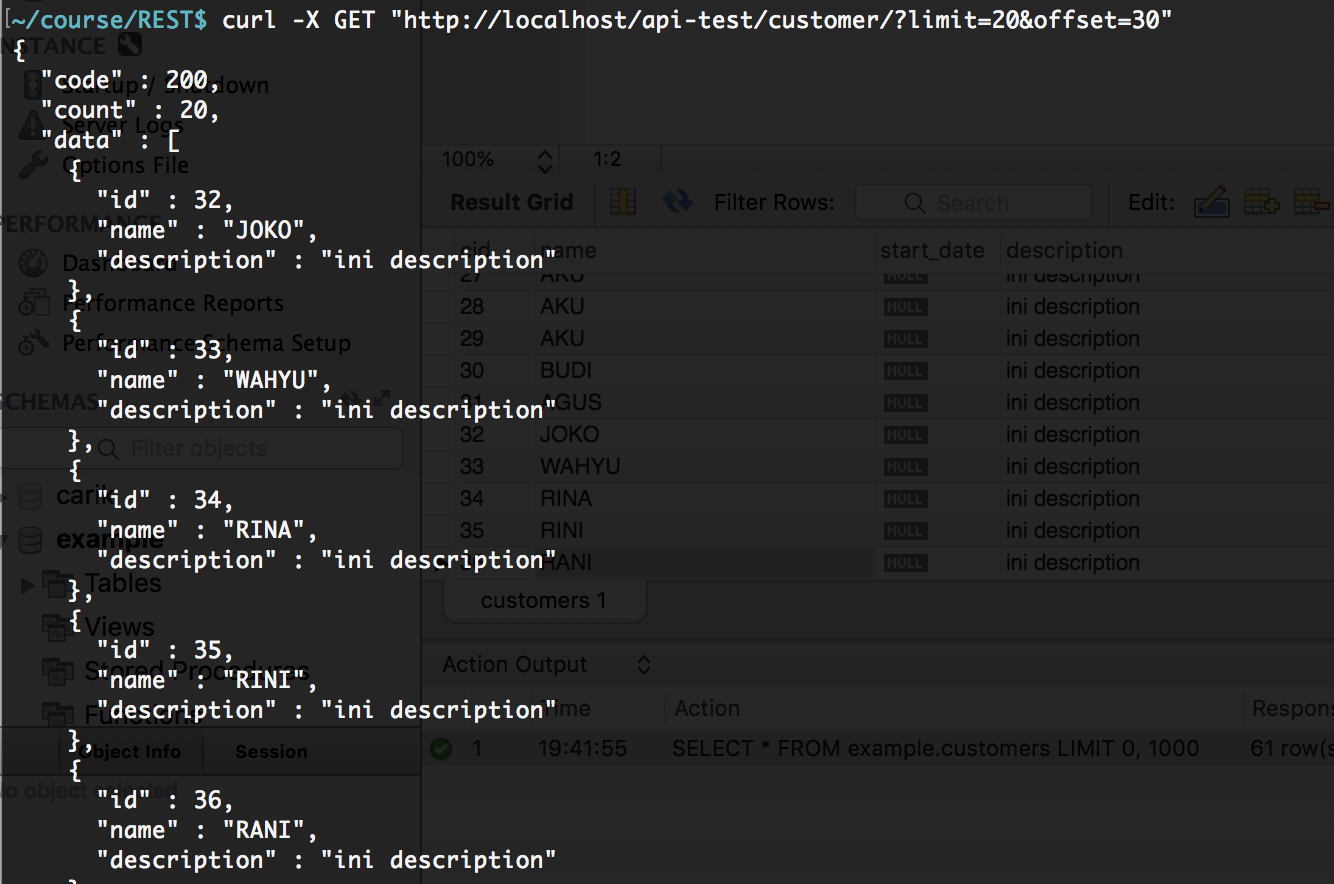 [~/course/REST$ curl -X GET "http://localhost/api-test/customer/?limit=20&offset=30"
{
"code" : 200,
"count" : 20,
"data" : [
{
"id" : 32,
"name" : "JOKO",
"description" : "ini description"
},
{
"id" : 33,
"name" : "WAHYU",
"description" : "ini description"
},
{
"id" : 34,
"name" : "RINA",
"description" : "ini description"
},
{
"id" : 35,
"name" : "RINI",
"description" : "ini description"
},
{
"id" : 36,
"name" : "RANI",
"description" : "ini description"
INSTANCE
Startup / Shutdown
Server Logs
Options File
PERFORMANCE
Dashboard
Performance Reports
Performance Schema Setup
SCHEMAS
Filter objects
carik
example
Tables
Views
Stored Procedures
Functions
Object Info Session
No object selected
100% 1:2
Result Grid Filter Rows: Search Edit:
cid name start_date description
27 AKU NULL ini description
28 AKU NULL ini description
29 AKU NULL ini description
30 BUDI NULL ini description
31 AGUS NULL ini description
32 JOKO NULL ini description
33 WAHYU NULL ini description
34 RINA NULL ini description
35 RINI NULL ini description
RANI NULL ini description
customers 1
Action Output
Time Action Respons
1 19:41:55 SELECT * FROM example.customers LIMIT 0, 1000 61 row(s